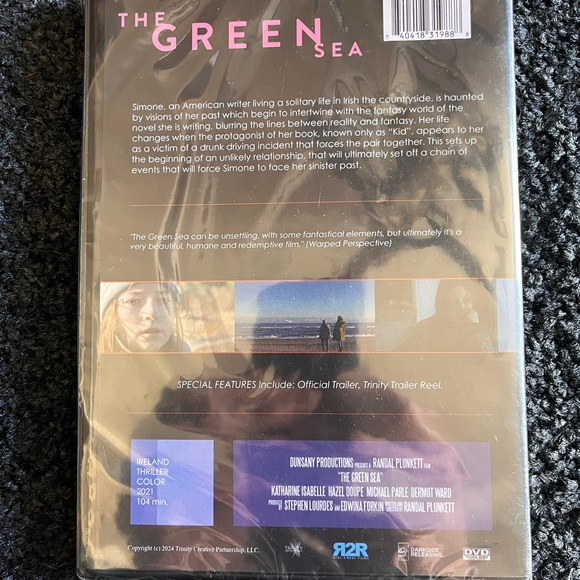 THE
GREEN
SEA
40418 31988
Simone, an American writer living a solitary life in Irish the countryside, is haunted
by visions of her past which begin to intertwine with the fantasy world of the
novel she is writing, blurring the lines between reality and fantasy. Her life
changes when the protagonist of her book, known only as "Kid", appears to her
as a victim of a drunk driving incident that forces the pair together. This sets up
the beginning of an unlikely relationship, that will ultimately set off a chain of
events that will force Simone to face her sinister past.
"The Green Sea can be unsettling, with some fantastical elements, but ultimately it's a
very beautiful, humane and redemptive film." (Warped Perspective)
SPECIAL FEATURES Include: Official Trailer, Trinity Trailer Reel.
IRELAND
THRILLER
COLOR
2021
104 min.
DUNSANY PRODUCTIONS PRESENTS A RANDAL PLUNKETT FILM
"THE GREEN SEA"
KATHARINE ISABELLE HAZEL DOUPE MICHAEL PARLE DERMOT WARD
STEPHEN LOURDES AND EDWINA FORKIN RANDAL PLUNKETT
Copyright (c) 2024 Trinity Creative Partnership, LLC.
R2R
DARKSIDE
RELEASING
DVD